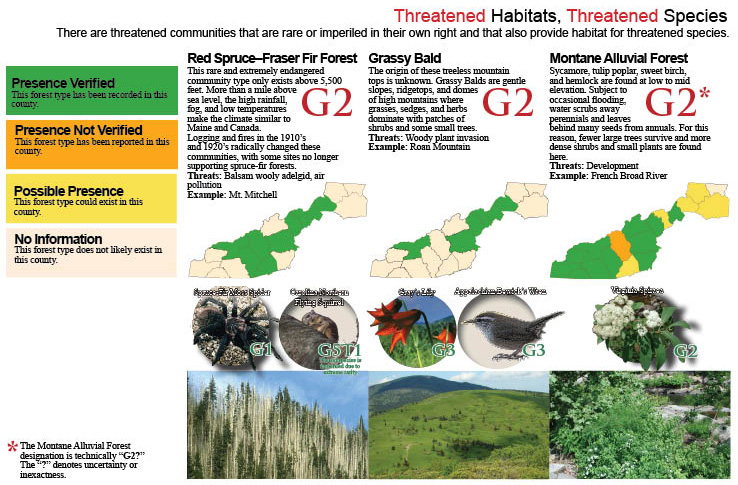 Threatened Habitats, Threatened Species
There are threatened communities that are rare or imperiled in their own right and that also provide habitat for threatened species.
Presence Verified
This forest type has been recorded in this
county.
Presence Not Verified
This forest type has been reported in this
county.
Possible Presence
This forest type could exist in this
county.
No Information
This forest type does not likely exist in
this county.
Red Spruce–Fraser Fir Forest
This rare and extremely endangered
community type only exists above 5,500
feet. More than a mile above
sea level, the high rainfall,
fog, and low temperatures
make the climate similar to
Maine and Canada.
G2
Logging and fires in the 1910's
and 1920's radically changed these
communities, with some sites no longer
supporting spruce-fir forests.
Threats: Balsam wooly adelgid, air
pollution
Example: Mt. Mitchell
Grassy Bald
The origin of these treeless mountain
tops is unknown. Grassy Balds are gentle
slopes, ridgetops, and domes
of high mountains where
grasses, sedges, and herbs
dominate with patches of
shrubs and some small trees.
G2
Threats: Woody plant invasion
Example: Roan Mountain
Montane Alluvial Forest
Sycamore, tulip poplar, sweet birch,
and hemlock are found at low to mid
elevation. Subject to
occasional flooding,
water scrubs away
perennials and leaves
G2*
behind many seeds from annuals. For this
reason, fewer large trees survive and more
dense shrubs and small plants are found
here.
Threats: Development
Example: French Broad River
Spruce-Fir Moss Spider
G1
Carolina Northern
Flying Squirrel
G5T1
Gray's Lily
G3
Appalachian Bewick's Wren
G3
Virginia Spiraea
G2
* The Montane Alluvial Forest
designation is technically “G2?”
The “?” denotes uncertainty or
inexactness.